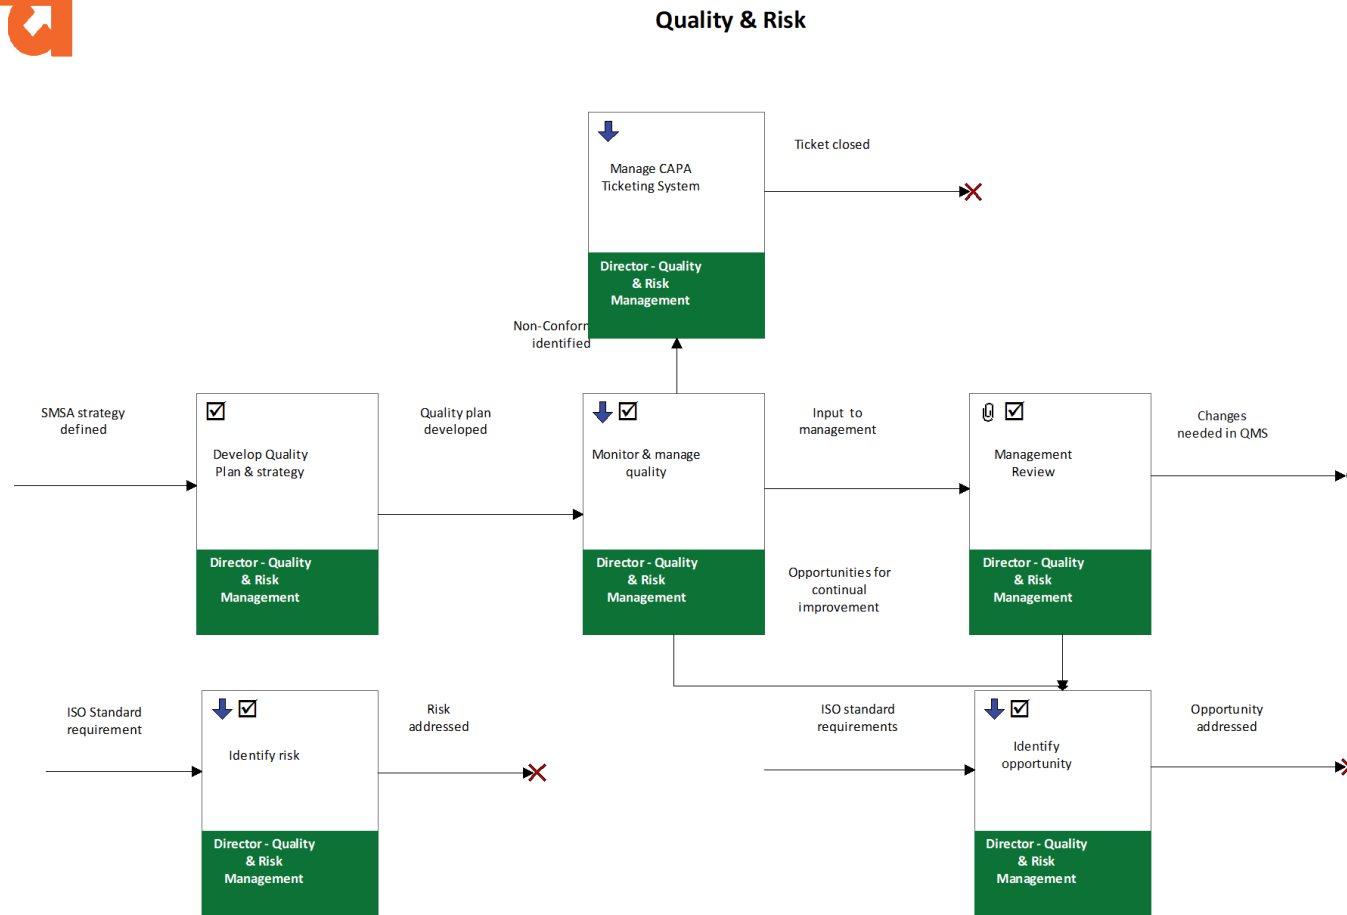 Quality & Risk
Ticket closed
Manage CAPA
Ticketing System
Director - Quality
& Risk
Management
Non-Conform
identified
SMSA strategy
defined
Develop Quality
Plan & strategy
Director - Quality
& Risk
Management
Quality plan
developed
Monitor & manage
quality
Director - Quality
& Risk
Management
Input to
management
Opportunities for
continual
improvement
Management
Review
Director - Quality
& Risk
Management
Changes
needed in QMS
ISO Standard
requirement
Identify risk
Director - Quality
& Risk
Management
Risk
addressed
ISO standard
requirements
Identify
opportunity
Director - Quality
& Risk
Management
Opportunity
addressed